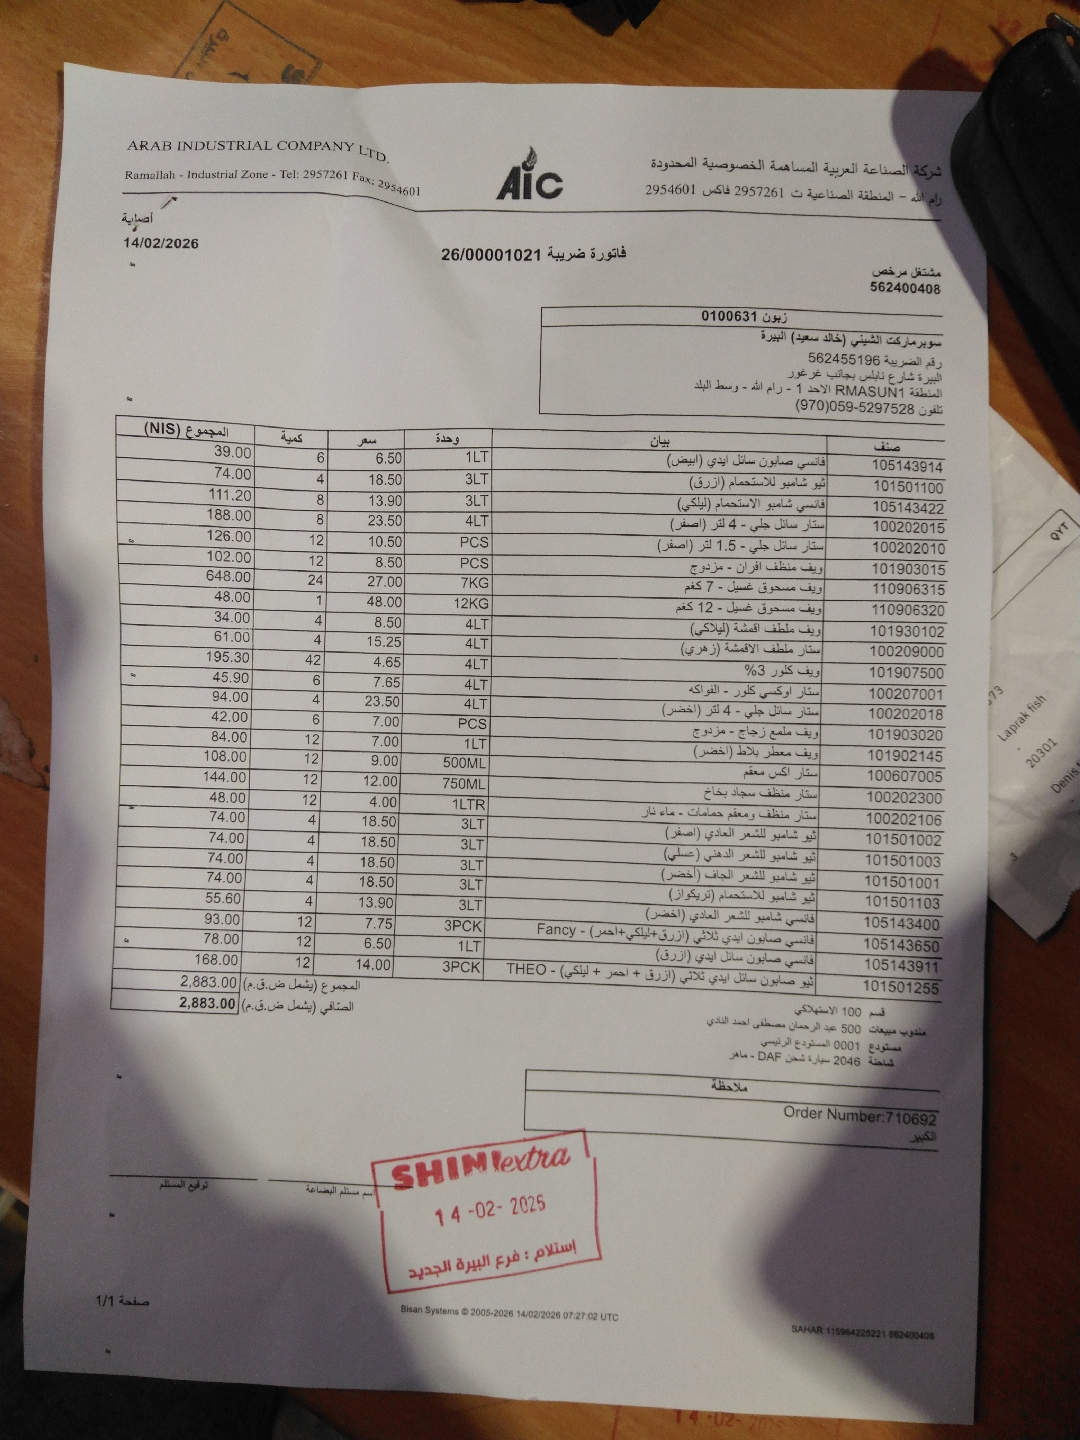 ARAB INDUSTRIAL COMPANY LTD.
Ramallah - Industrial Zone - Tel: 2957261 Fax: 2954601
AIC
شركة الصناعة العربية المساهمة الخصوصية المحدودة
رام الله - المنطقة الصناعية ت 2957261 فاكس 2954601
أصلية
14/02/2026
فاتورة ضريبة 26/00001021
مشتغل مرخص
562400408
زبون 0100631
سوبرماركت الشيني (خالد سعيد) البيرة
رقم الضريبة 562455196
البيرة شارع نابلس بجانب غرغور
المنطقة RMASUN1 الاحد 1 - رام الله - وسط البلد
تلفون 059-5297528(970)
صنف بيان وحدة سعر كمية المجموع (NIS)
105143914 فانسي صابون سائل ايدي (ابيض) 1LT 6.50 6 39.00
101501100 ثيو شامبو للاستحمام (ازرق) 3LT 18.50 4 74.00
105143422 فانسي شامبو الاستحمام (ليلكي) 3LT 13.90 8 111.20
100202015 ستار سائل جلي - 4 لتر (اصفر) 4LT 23.50 8 188.00
100202010 ستار سائل جلي - 1.5 لتر (اصفر) PCS 10.50 12 126.00
101903015 ويف منظف افران - مزدوج PCS 8.50 12 102.00
110906315 ويف مسحوق غسيل - 7 كغم 7KG 27.00 24 648.00
110906320 ويف مسحوق غسيل - 12 كغم 12KG 48.00 1 48.00
101930102 ويف ملطف اقمشة (ليلاكي) 4LT 8.50 4 34.00
100209000 ستار ملطف الاقمشة (زهري) 4LT 15.25 4 61.00
101907500 ويف كلور 3% 4LT 4.65 42 195.30
100207001 ستار اوكسي كلور - الفواكه 4LT 7.65 6 45.90
100202018 ستار سائل جلي - 4 لتر (اخضر) 4LT 23.50 4 94.00
101903020 ويف ملمع زجاج - مزدوج PCS 7.00 6 42.00
101902145 ويف معطر بلاط (اخضر) 1LT 7.00 12 84.00
100607005 ستار اكس معقم 500ML 9.00 12 108.00
100202300 ستار منظف سجاد بخاخ 750ML 12.00 12 144.00
100202106 ستار منظف ومعقم حمامات - ماء نار 1LTR 4.00 12 48.00
101501002 ثيو شامبو للشعر العادي (اصفر) 3LT 18.50 4 74.00
101501003 ثيو شامبو للشعر الدهني (عسلي) 3LT 18.50 4 74.00
101501001 ثيو شامبو للشعر الجاف (أخضر) 3LT 18.50 4 74.00
101501103 ثيو شامبو للاستحمام (تريكواز) 3LT 18.50 4 74.00
105143400 فانسي شامبو للشعر العادي (اخضر) 3LT 13.90 4 55.60
105143650 فانسي صابون ايدي ثلاثي (ازرق+ليلكي+احمر) - Fancy 3PCK 7.75 12 93.00
105143911 فانسي صابون سائل ايدي (ازرق) 1LT 6.50 12 78.00
101501255 ثيو صابون سائل ايدي ثلاثي (ازرق + احمر + ليلكي) - THEO 3PCK 14.00 12 168.00
المجموع (يشمل ض.ق.م) 2,883.00
الصافي (يشمل ض.ق.م) 2,883.00
قسم 100 الاستهلاكي
مندوب مبيعات 500 عبد الرحمان مصطفى احمد النادي
مستودع 0001 المستودع الرئيسي
شاحنة 2046 سيارة شحن DAF - ماهر
ملاحظة
Order Number:710692
الكبير
اسم مستلم البضاعة
توقيع المستلم
SHINI extra
14-02-2026
إستلام : فرع البيرة الجديد
صفحة 1/1
Bisan Systems © 2005-2026 14/02/2026 07:27:02 UTC
SAHAR 115964225221 562400408
QYT
Laprak fish
20301
14-02-2026